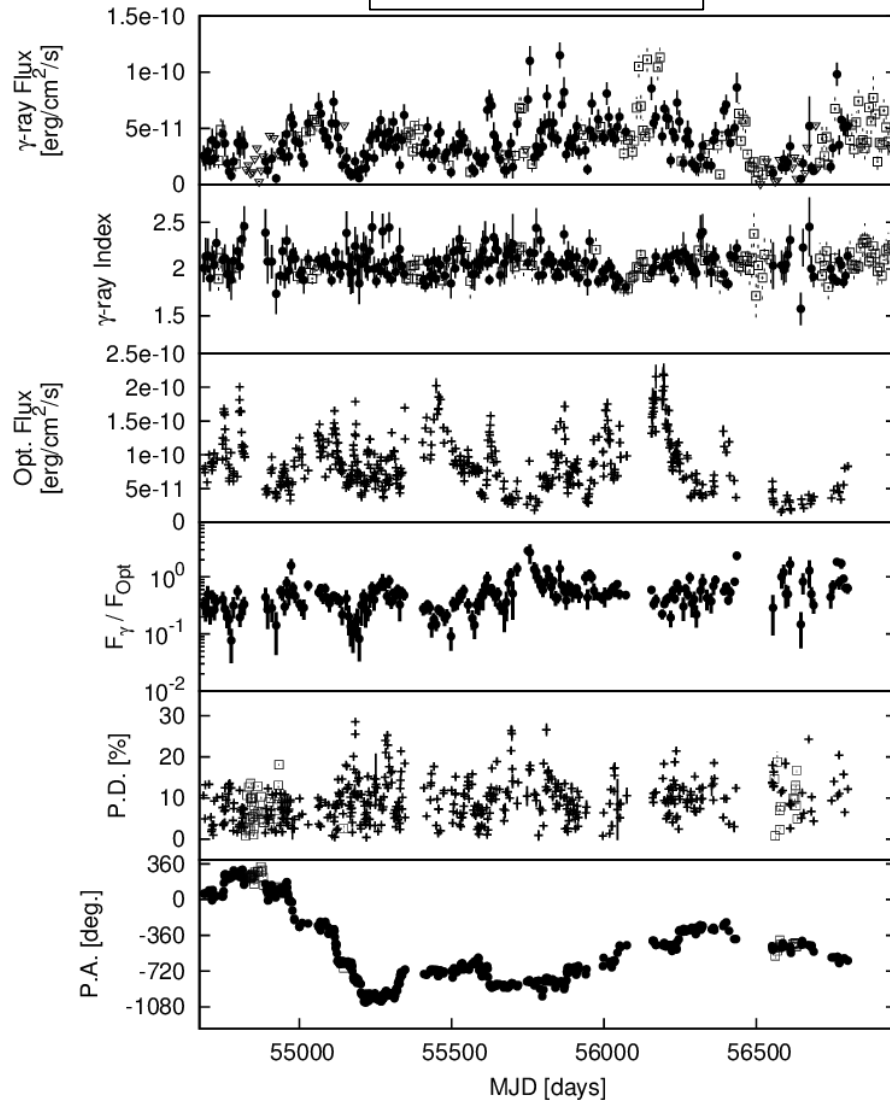 1.5e-10
1e-10
5e-11
0
γ-ray Flux
[erg/cm²/s]
2.5
2
1.5
γ-ray Index
2.5e-10
2e-10
1.5e-10
1e-10
5e-11
0
Opt. Flux
[erg/cm²/s]
10⁰
10⁻¹
10⁻²
Fγ / FOpt
30
20
10
0
P.D. [%]
360
0
-360
-720
-1080
P.A. [deg.]
55000 55500 56000 56500
MJD [days]